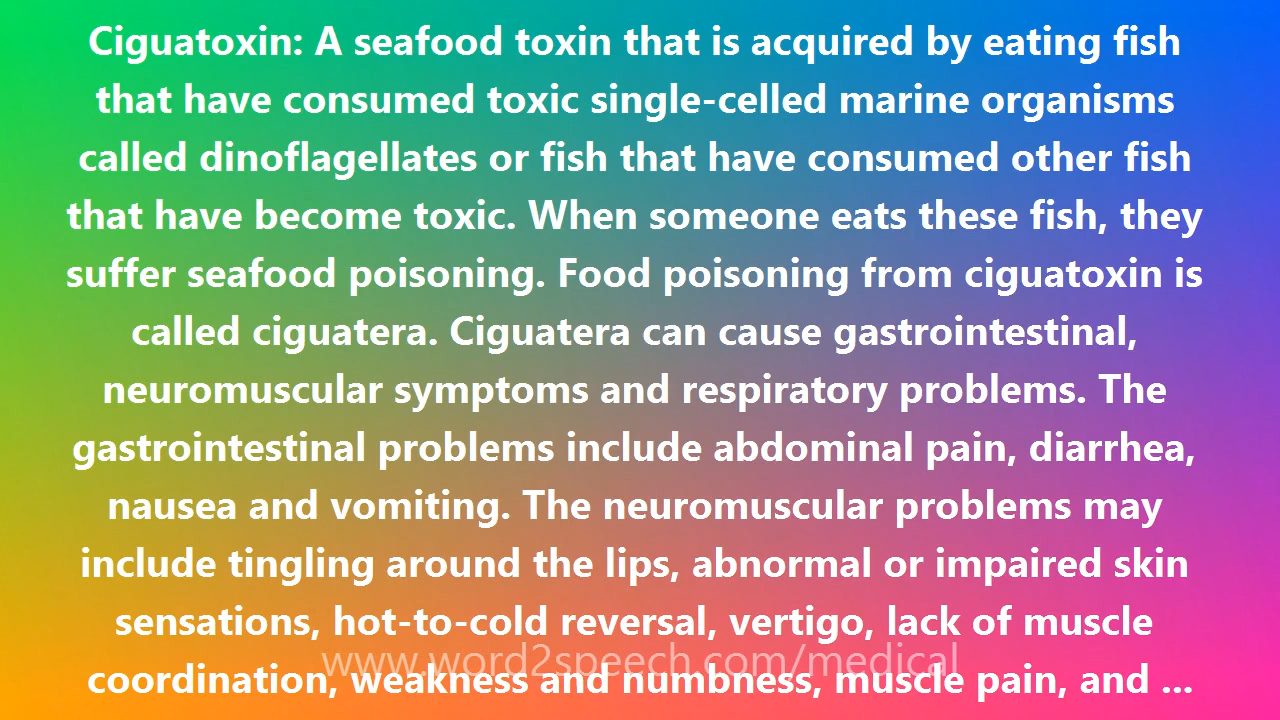 Ciguatoxin: A seafood toxin that is acquired by eating fish
that have consumed toxic single-celled marine organisms
called dinoflagellates or fish that have consumed other fish
that have become toxic. When someone eats these fish, they
suffer seafood poisoning. Food poisoning from ciguatoxin is
called ciguatera. Ciguatera can cause gastrointestinal,
neuromuscular symptoms and respiratory problems. The
gastrointestinal problems include abdominal pain, diarrhea,
nausea and vomiting. The neuromuscular problems may
include tingling around the lips, abnormal or impaired skin
sensations, hot-to-cold reversal, vertigo, lack of muscle
www.word2speech.com/medical
coordination, weakness and numbness, muscle pain, and ...